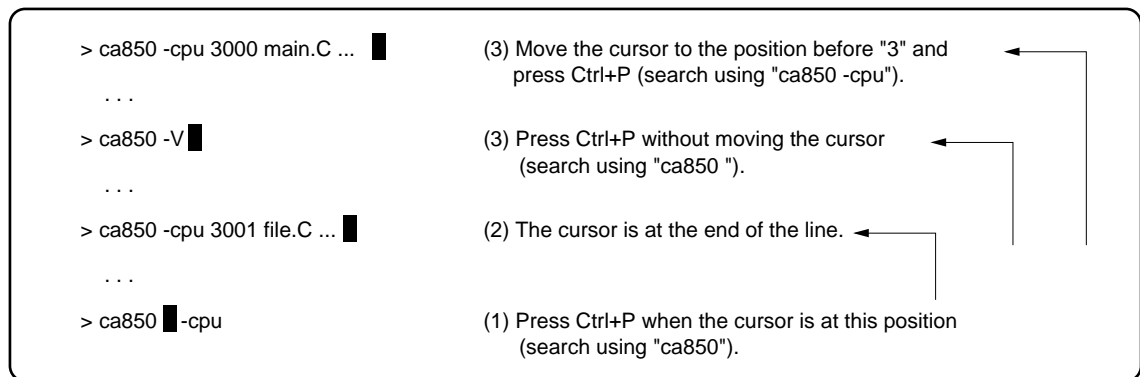 > ca850 -cpu 3000 main.C ... (3) Move the cursor to the position before "3" and
press Ctrl+P (search using "ca850 -cpu").
. . .
> ca850 -V (3) Press Ctrl+P without moving the cursor
(search using "ca850 ").
. . .
> ca850 -cpu 3001 file.C ... (2) The cursor is at the end of the line.
. . .
> ca850 -cpu (1) Press Ctrl+P when the cursor is at this position
(search using "ca850").